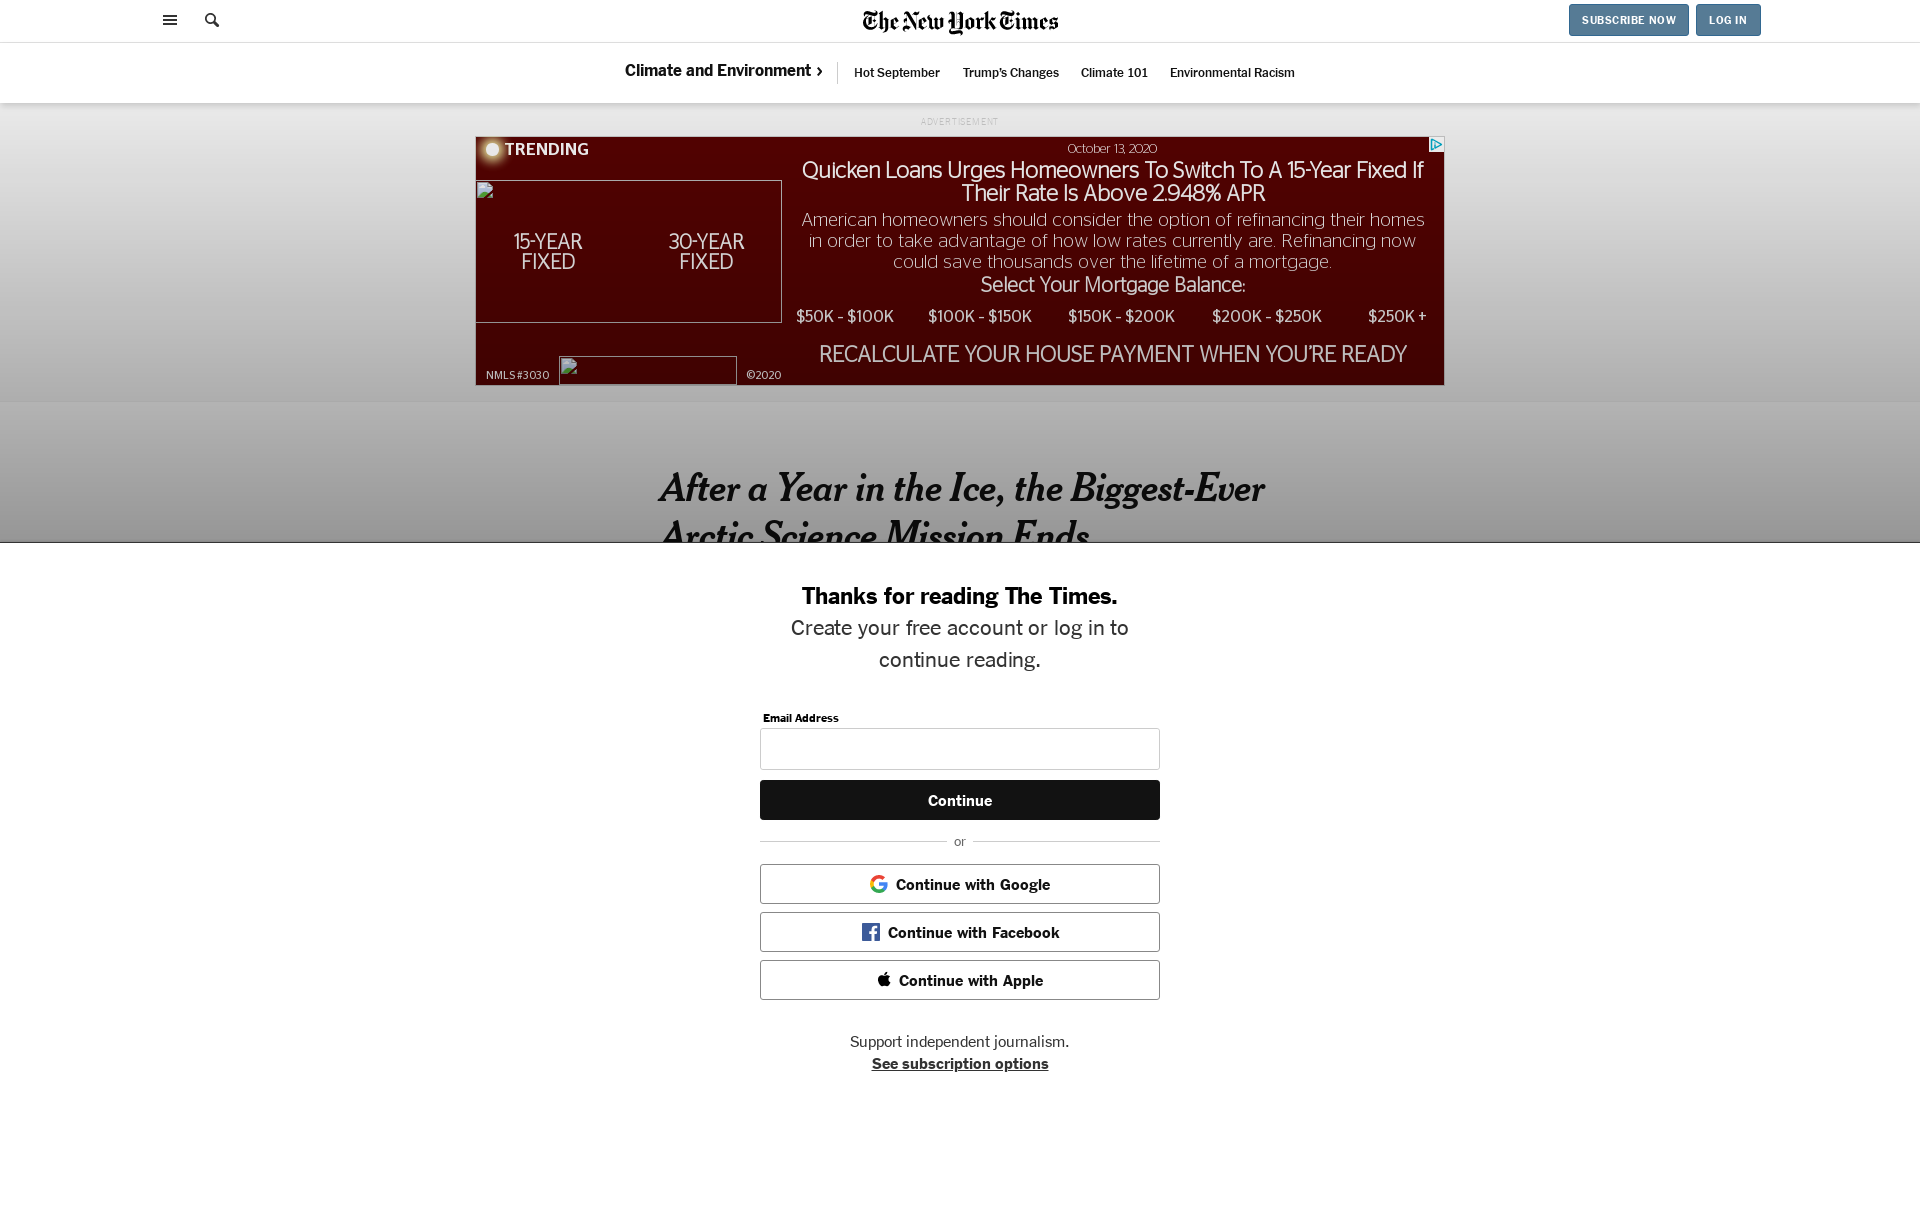 The New York Times
SUBSCRIBE NOW
LOG IN
Climate and Environment ›
Hot September
Trump's Changes
Climate 101
Environmental Racism
ADVERTISEMENT
TRENDING
15-YEAR
FIXED
30-YEAR
FIXED
NMLS#3030
©2020
October 13, 2020
Quicken Loans Urges Homeowners To Switch To A 15-Year Fixed If
Their Rate Is Above 2.948% APR
American homeowners should consider the option of refinancing their homes
in order to take advantage of how low rates currently are. Refinancing now
could save thousands over the lifetime of a mortgage.
Select Your Mortgage Balance:
$50K - $100K
$100K - $150K
$150K - $200K
$200K - $250K
$250K +
RECALCULATE YOUR HOUSE PAYMENT WHEN YOU'RE READY
After a Year in the Ice, the Biggest-Ever
Arctic Science Mission Ends
Thanks for reading The Times.
Create your free account or log in to
continue reading.
Email Address
Continue
or
Continue with Google
Continue with Facebook
Continue with Apple
Support independent journalism.
See subscription options